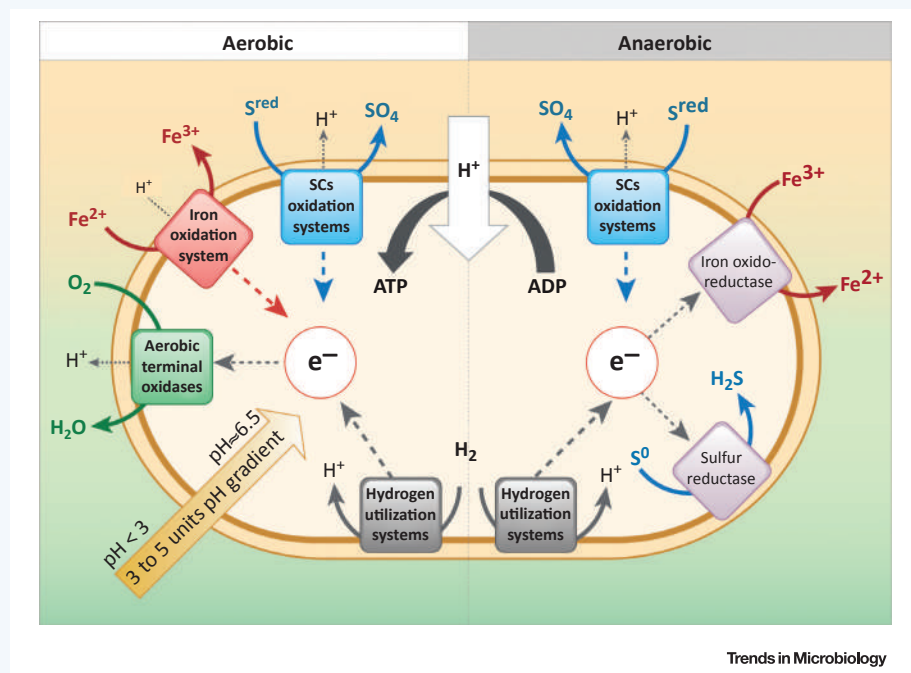 Aerobic
Anaerobic
S^red
H⁺
SO₄
Fe³⁺
H⁺
Fe²⁺
Iron
oxidation
system
SCs
oxidation
systems
H⁺
ATP
ADP
SO₄
H⁺
S^red
SCs
oxidation
systems
Fe³⁺
Iron oxido-
reductase
Fe²⁺
O₂
H⁺
Aerobic
terminal
oxidases
H₂O
e⁻
e⁻
H₂S
S⁰
Sulfur
reductase
pH≈6.5
pH < 3
3 to 5 units pH gradient
H⁺
Hydrogen
utilization
systems
H₂
Hydrogen
utilization
systems
H⁺
Trends in Microbiology